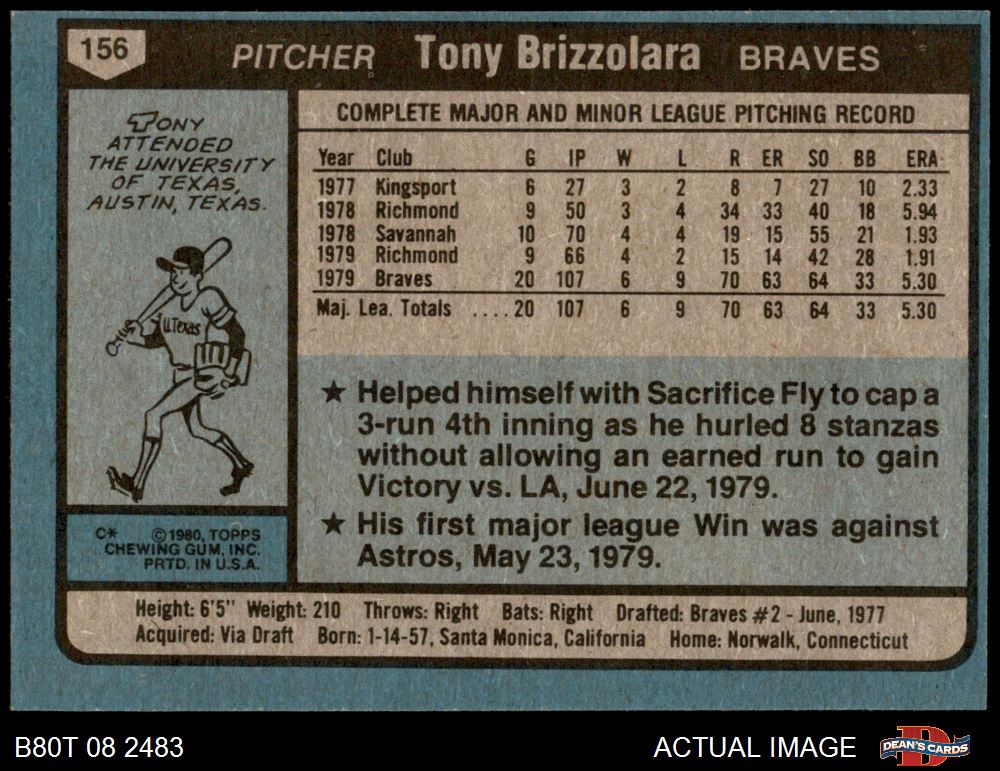 156
PITCHER Tony Brizzolara BRAVES
TONY
ATTENDED
THE UNIVERSITY
OF TEXAS,
AUSTIN, TEXAS.
U.Texas
C* ©1980, TOPPS
CHEWING GUM, INC.
PRTD. IN U.S.A.
COMPLETE MAJOR AND MINOR LEAGUE PITCHING RECORD
Year Club G IP W L R ER SO BB ERA
1977 Kingsport 6 27 3 2 8 7 27 10 2.33
1978 Richmond 9 50 3 4 34 33 40 18 5.94
1978 Savannah 10 70 4 4 19 15 55 21 1.93
1979 Richmond 9 66 4 2 15 14 42 28 1.91
1979 Braves 20 107 6 9 70 63 64 33 5.30
Maj. Lea. Totals ....20 107 6 9 70 63 64 33 5.30
★ Helped himself with Sacrifice Fly to cap a
3-run 4th inning as he hurled 8 stanzas
without allowing an earned run to gain
Victory vs. LA, June 22, 1979.
★ His first major league Win was against
Astros, May 23, 1979.
Height: 6'5" Weight: 210 Throws: Right Bats: Right Drafted: Braves #2 - June, 1977
Acquired: Via Draft Born: 1-14-57, Santa Monica, California Home: Norwalk, Connecticut
B80T 08 2483 ACTUAL IMAGE DEAN'S CARDS